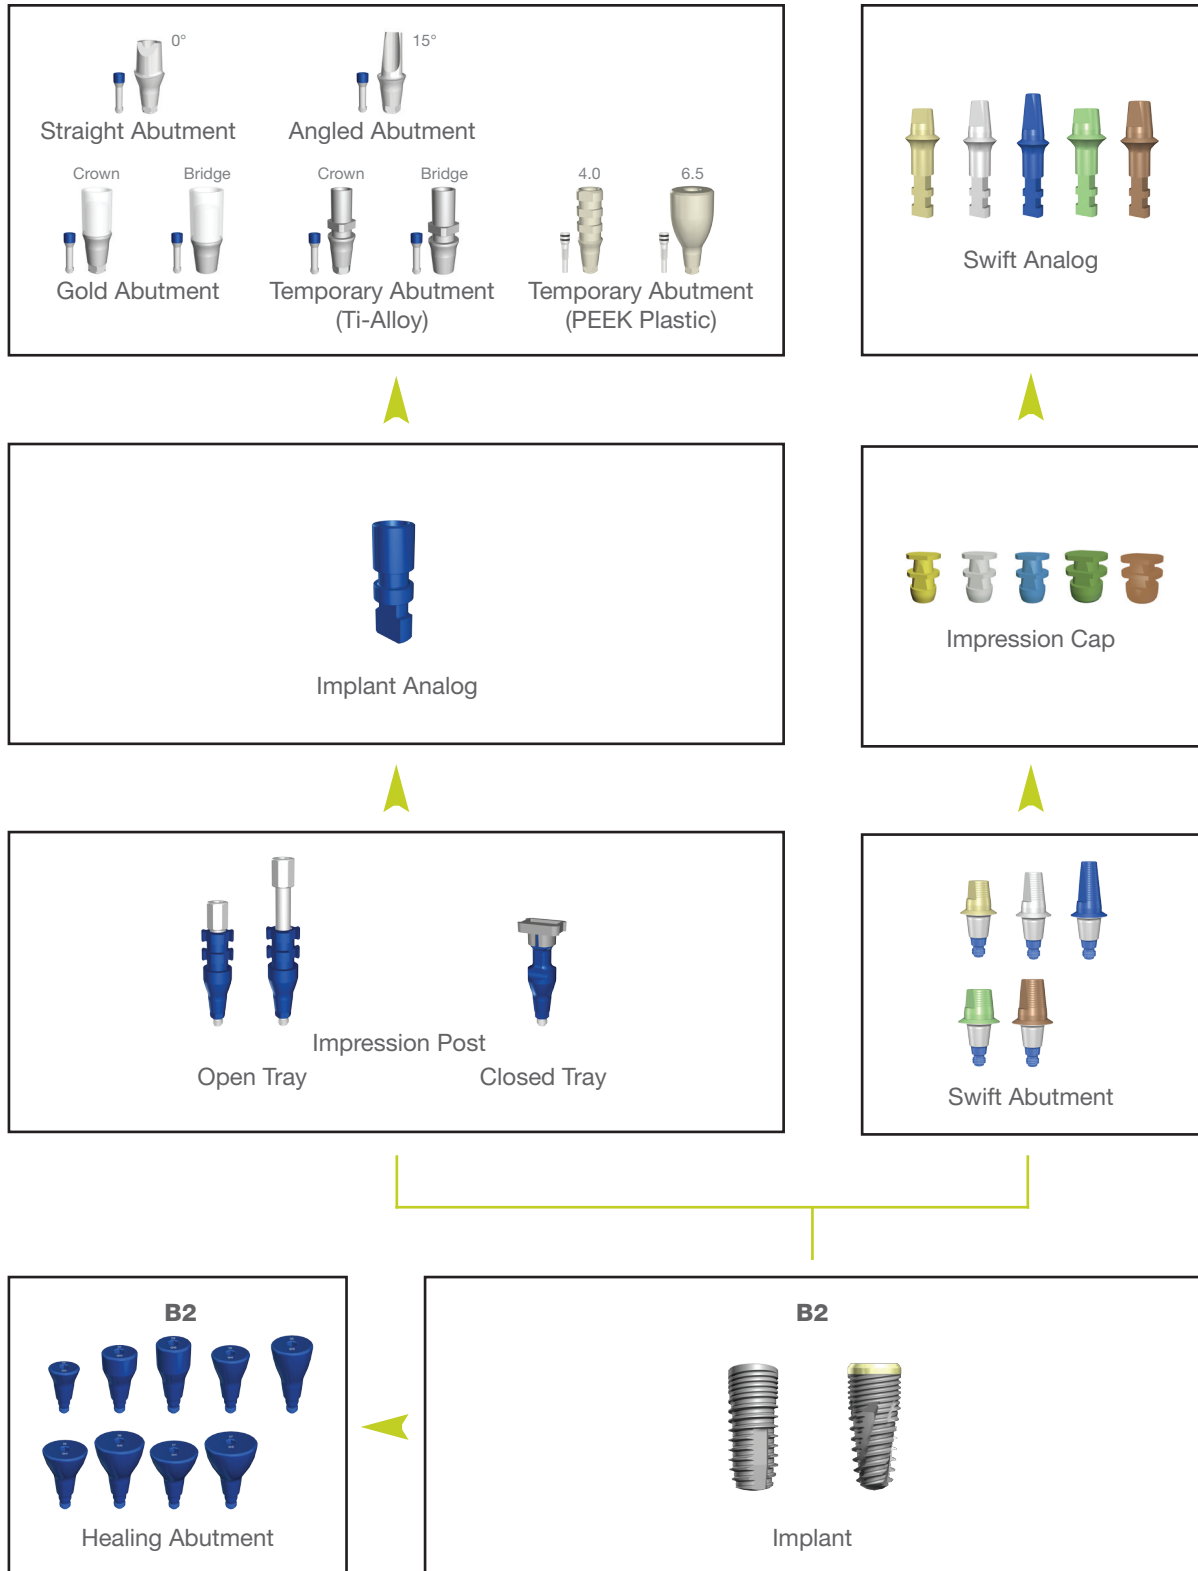 0°
15°
Straight Abutment
Angled Abutment
Crown
Bridge
Crown
Bridge
4.0
6.5
Gold Abutment
Temporary Abutment
(Ti-Alloy)
Temporary Abutment
(PEEK Plastic)
Swift Analog
Implant Analog
Impression Cap
Impression Post
Open Tray
Closed Tray
Swift Abutment
B2
Healing Abutment
B2
Implant